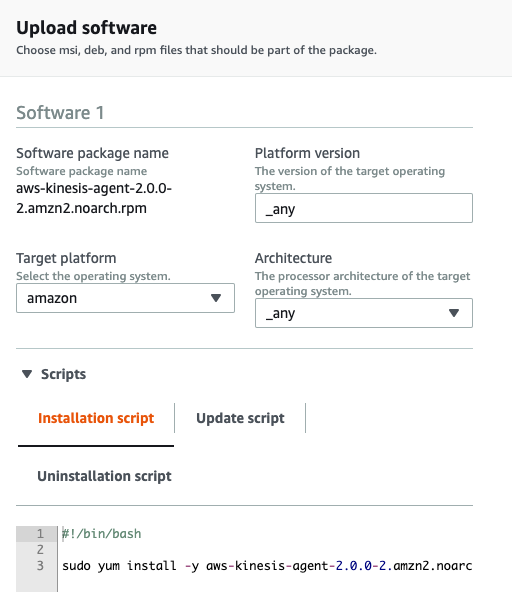 Upload software
Choose msi, deb, and rpm files that should be part of the package.
Software 1
Software package name
Software package name
aws-kinesis-agent-2.0.0-
2.amzn2.noarch.rpm
Platform version
The version of the target operating
system.
_any
Target platform
Select the operating system.
amazon
Architecture
The processor architecture of the target
operating system.
_any
Scripts
Installation script
Update script
Uninstallation script
1 #!/bin/bash
2
3 sudo yum install -y aws-kinesis-agent-2.0.0-2.amzn2.noarc